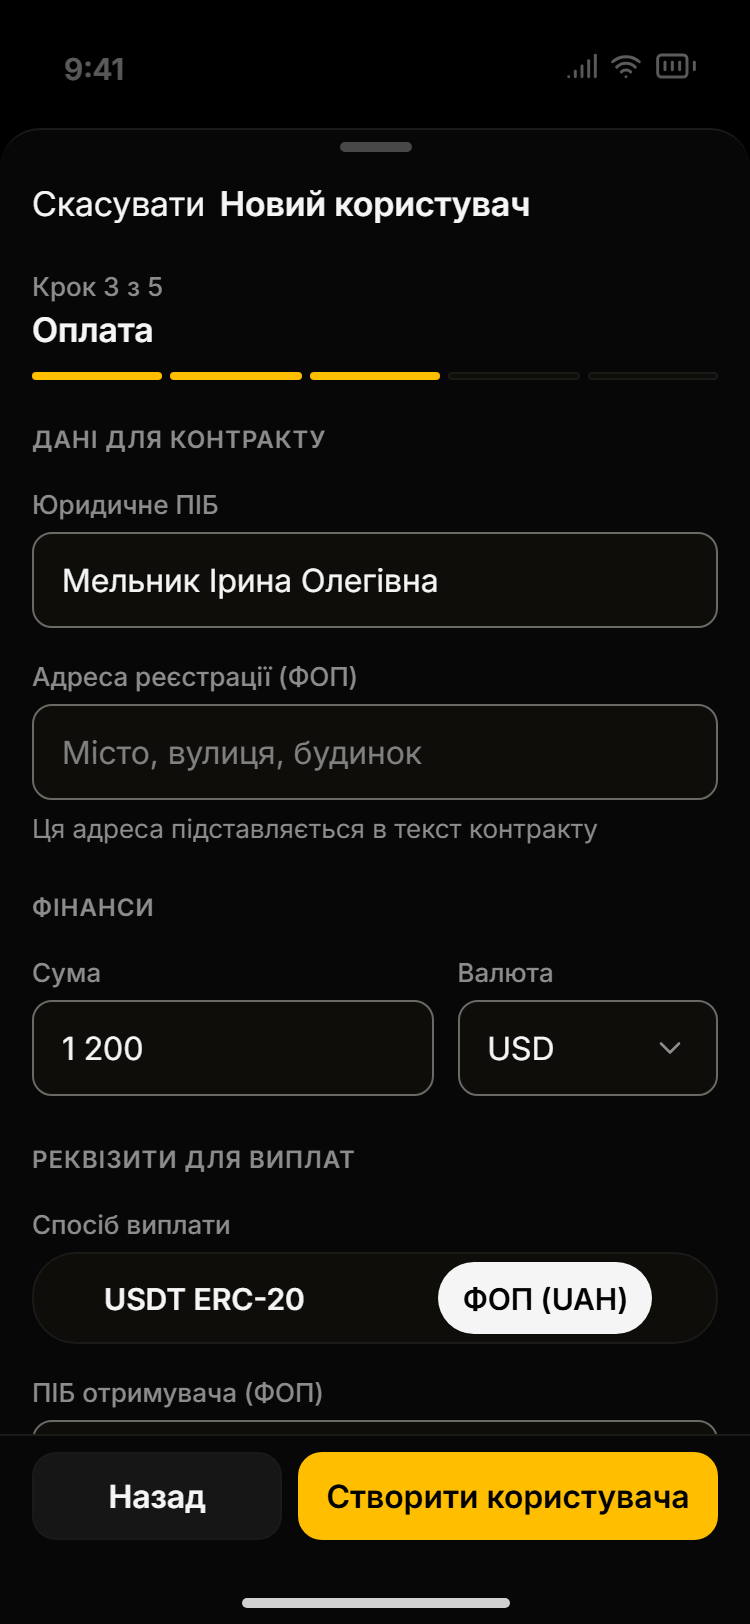 9:41
Скасувати Новий користувач
Крок 3 з 5
Оплата
ДАНІ ДЛЯ КОНТРАКТУ
Юридичне ПІБ
Мельник Ірина Олегівна
Адреса реєстрації (ФОП)
Місто, вулиця, будинок
Ця адреса підставляється в текст контракту
ФІНАНСИ
Сума Валюта
1 200 USD
РЕКВІЗИТИ ДЛЯ ВИПЛАТ
Спосіб виплати
USDT ERC-20 ФОП (UAH)
ПІБ отримувача (ФОП)
Назад Створити користувача